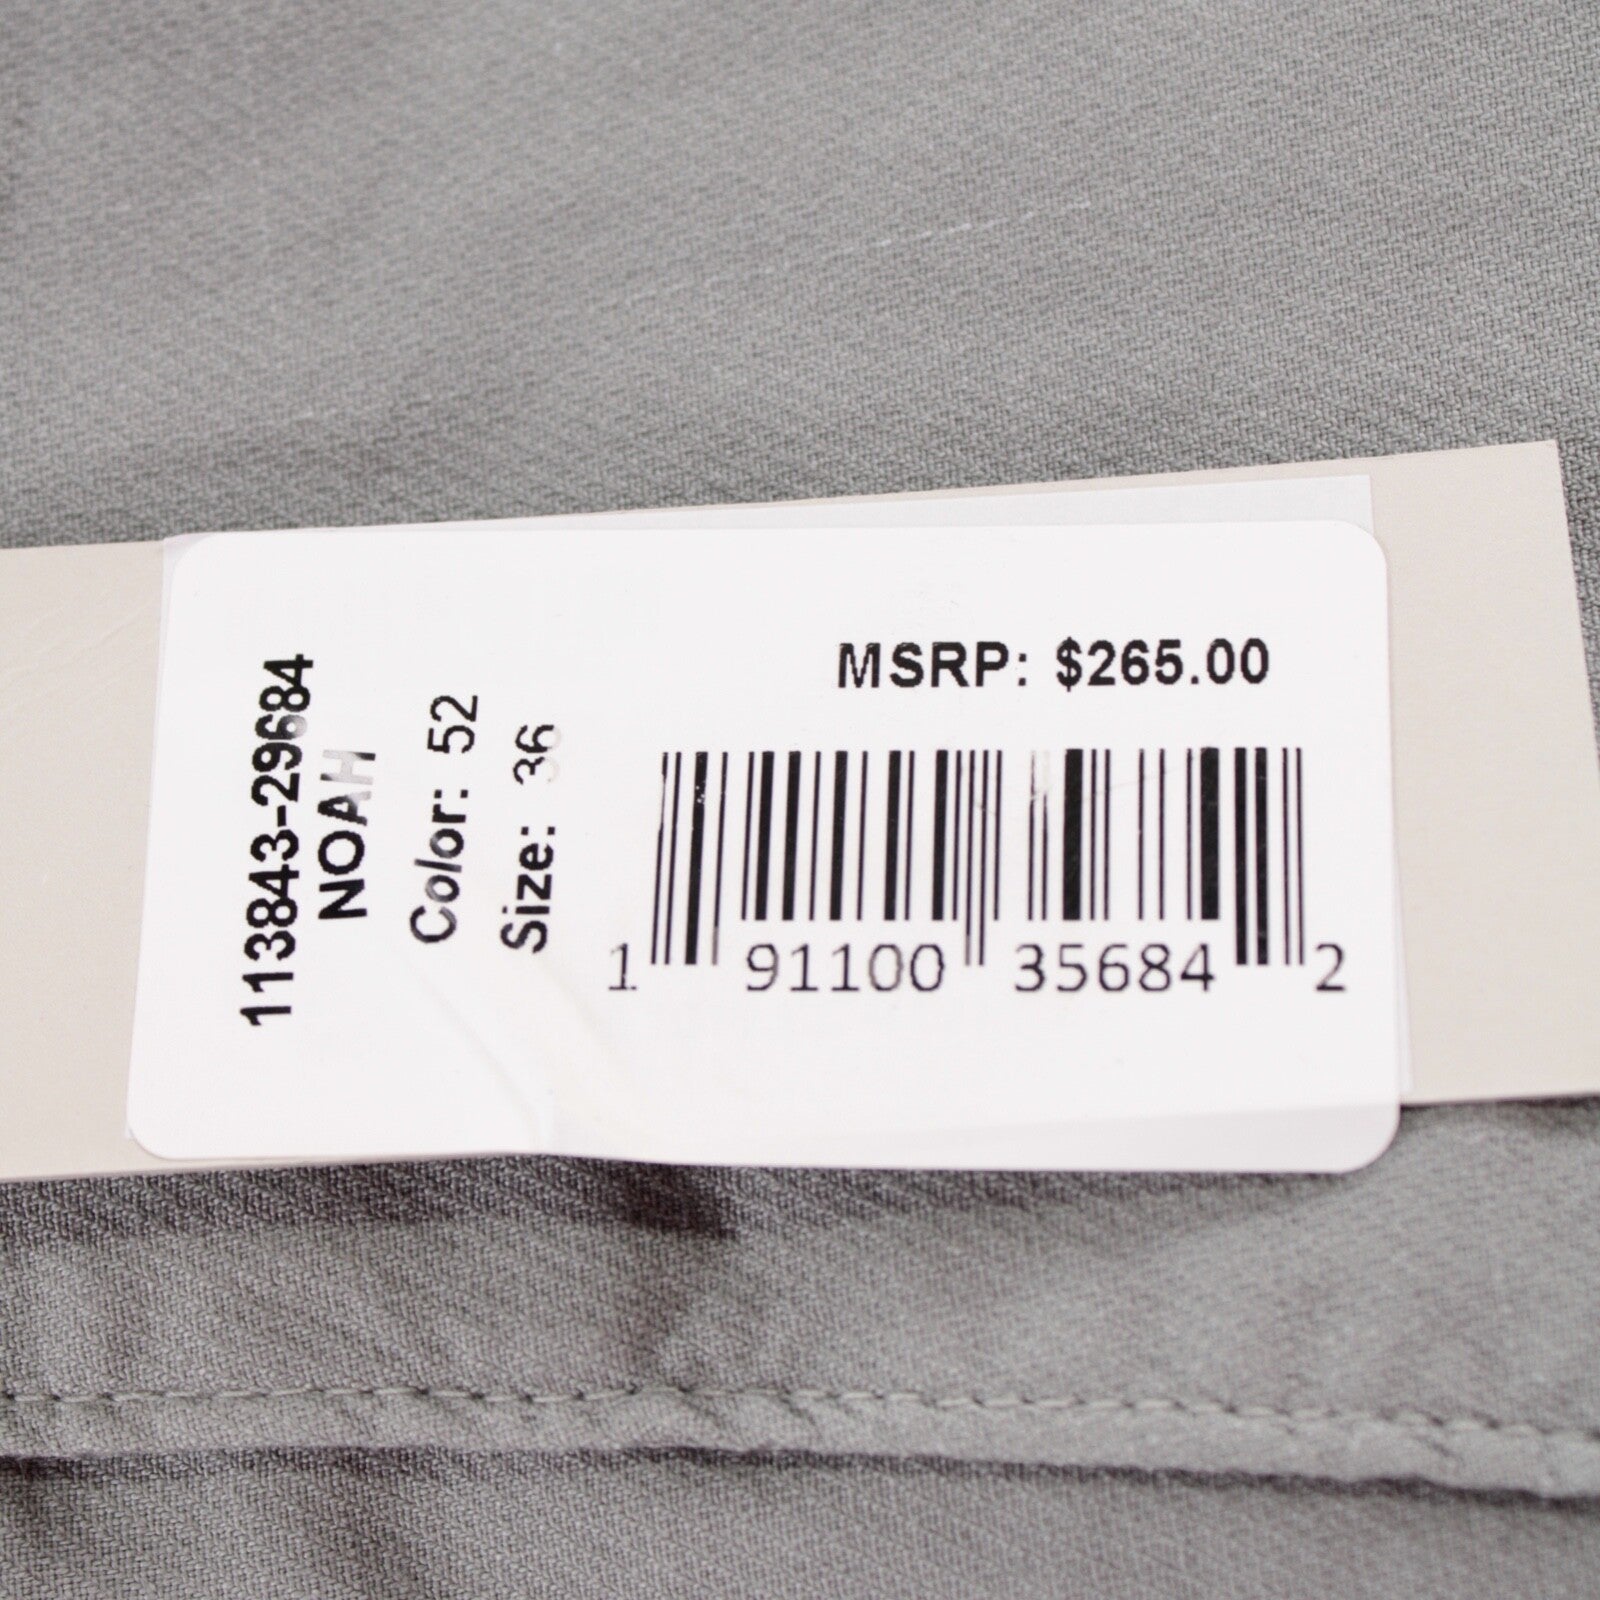 113843-29684
NOAH
Color: 52
Size: 36
MSRP: $265.00
1 91100 35684 2